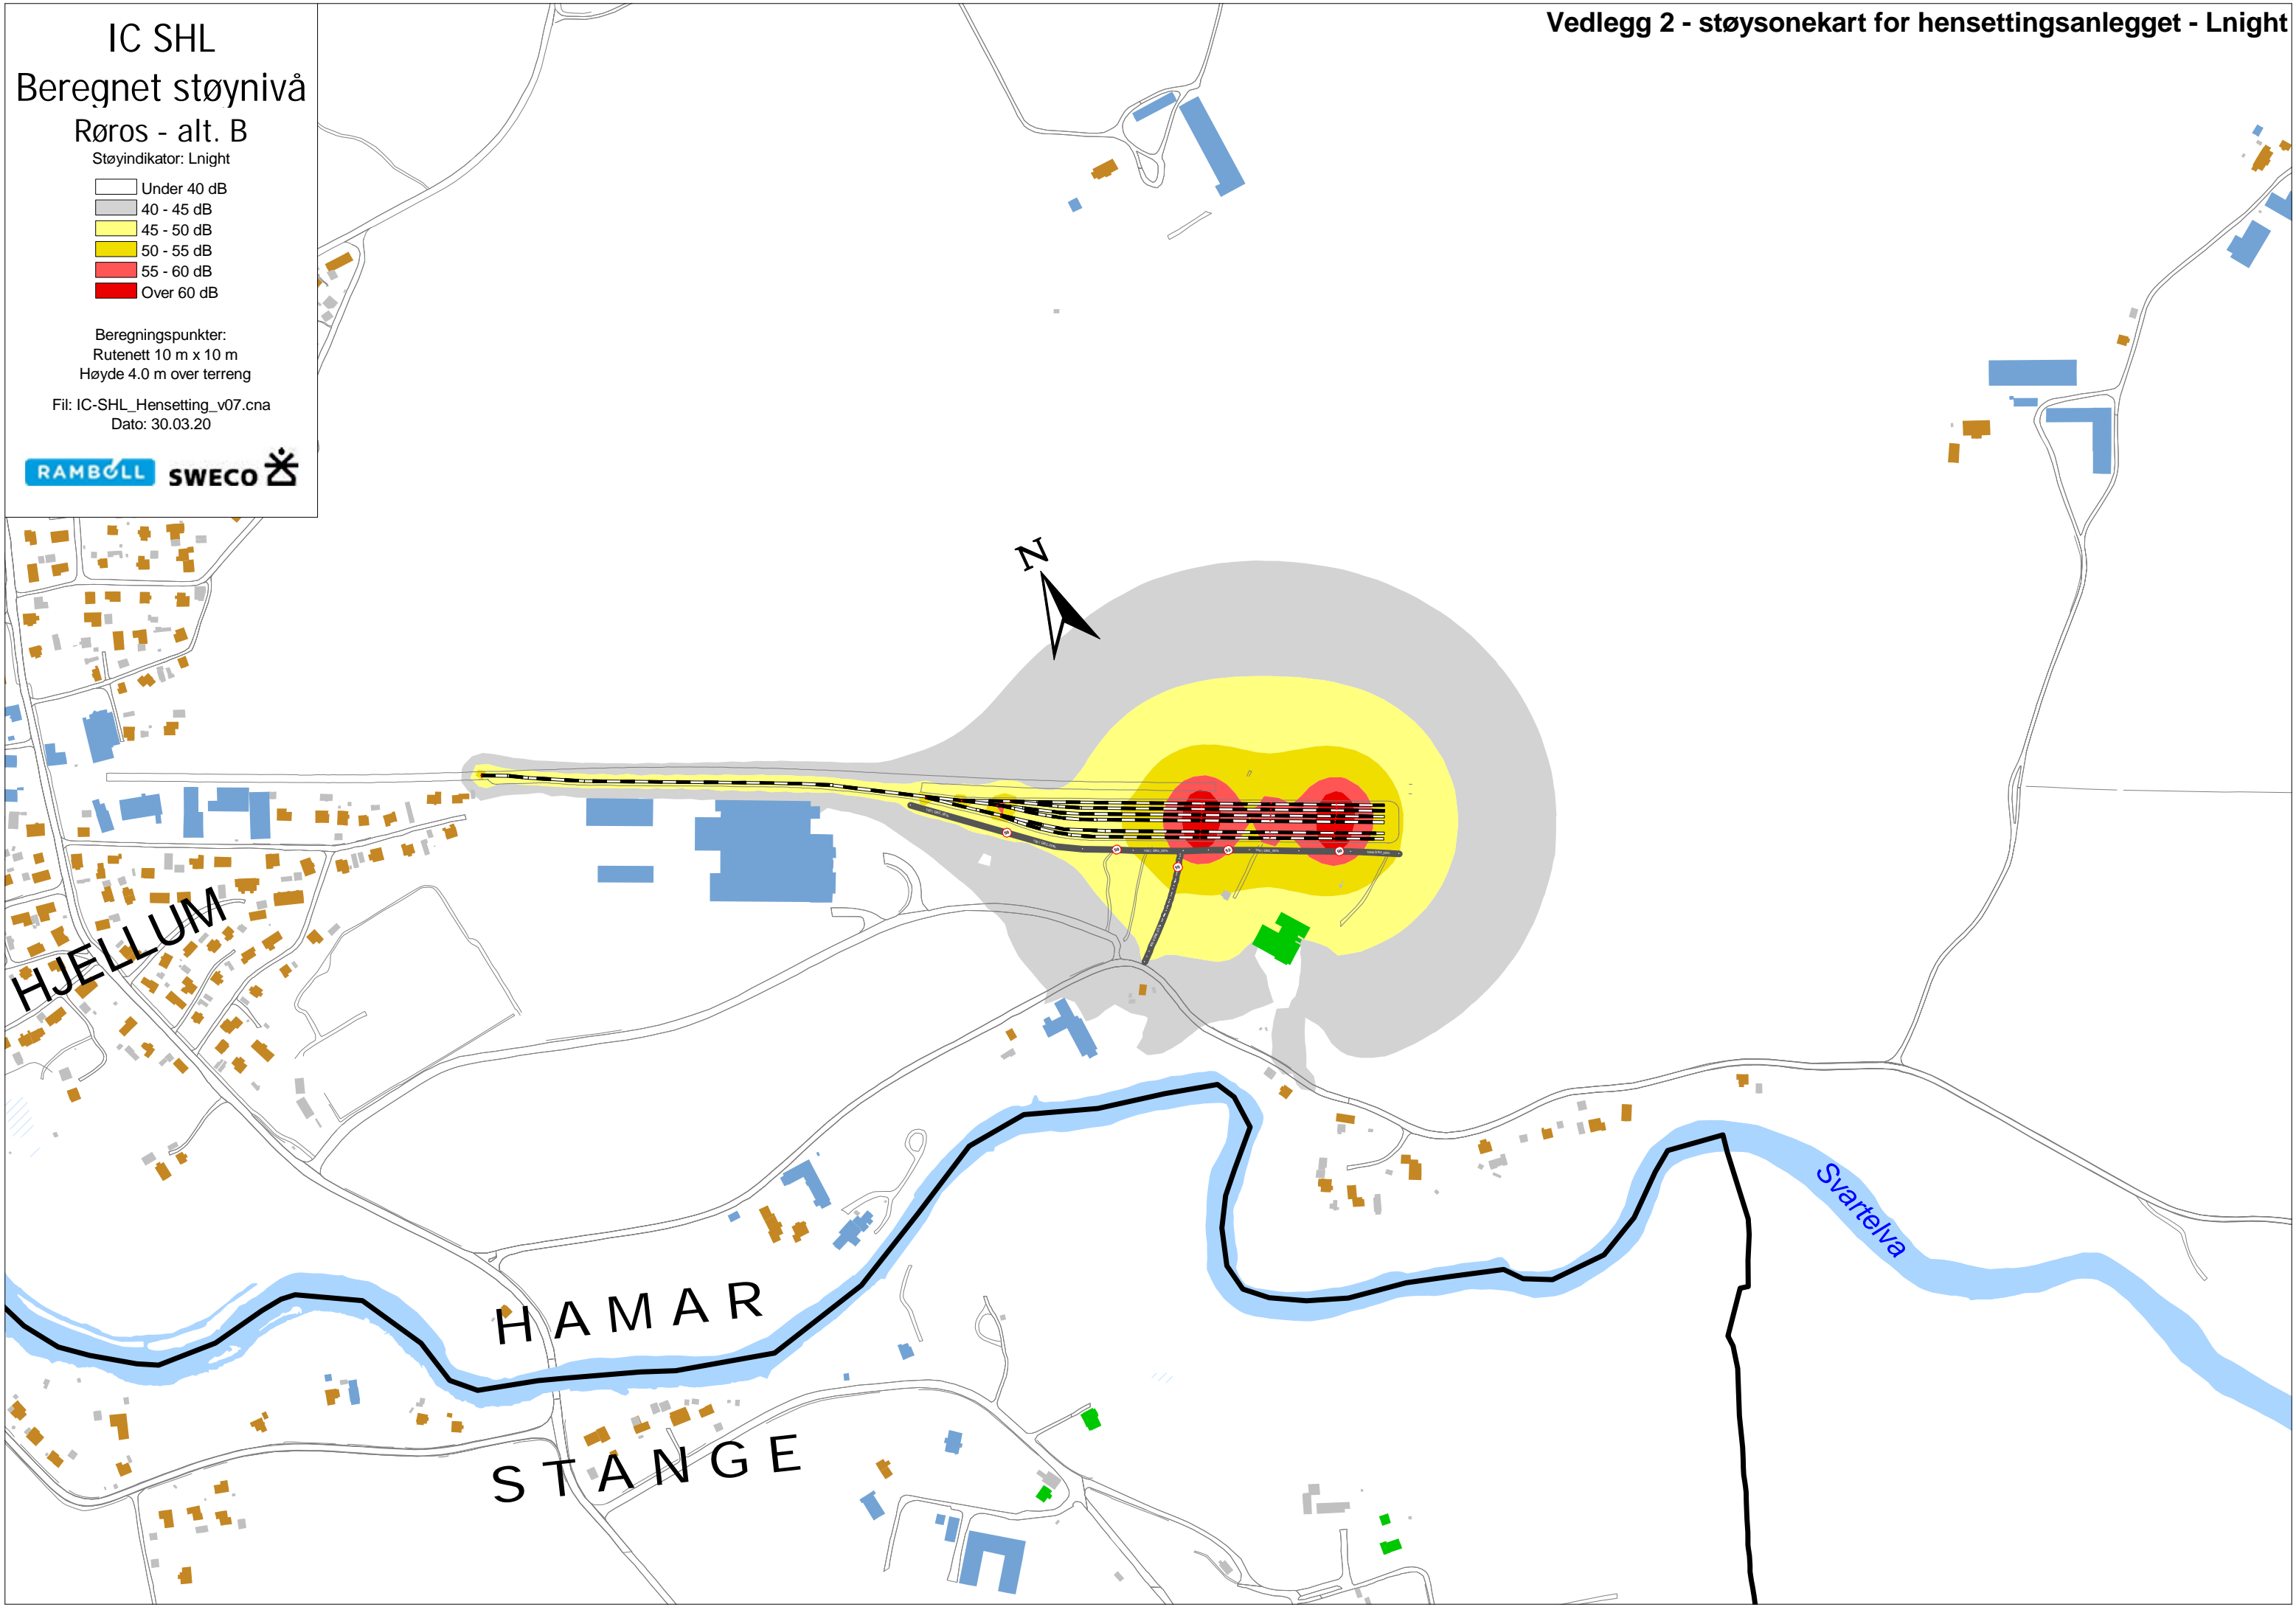 Vedlegg 2 - støysonekart for hensettingsanlegget - Lnight
IC SHL
Beregnet støynivå
Røros - alt. B
Støyindikator: Lnight
Under 40 dB
40 - 45 dB
45 - 50 dB
50 - 55 dB
55 - 60 dB
Over 60 dB
Beregningspunkter:
Rutenett 10 m x 10 m
Høyde 4.0 m over terreng
Fil: IC-SHL_Hensetting_v07.cna
Dato: 30.03.20
RAMBOLL SWECO
N
HJELLUM
Svartelva
HAMAR
STANGE